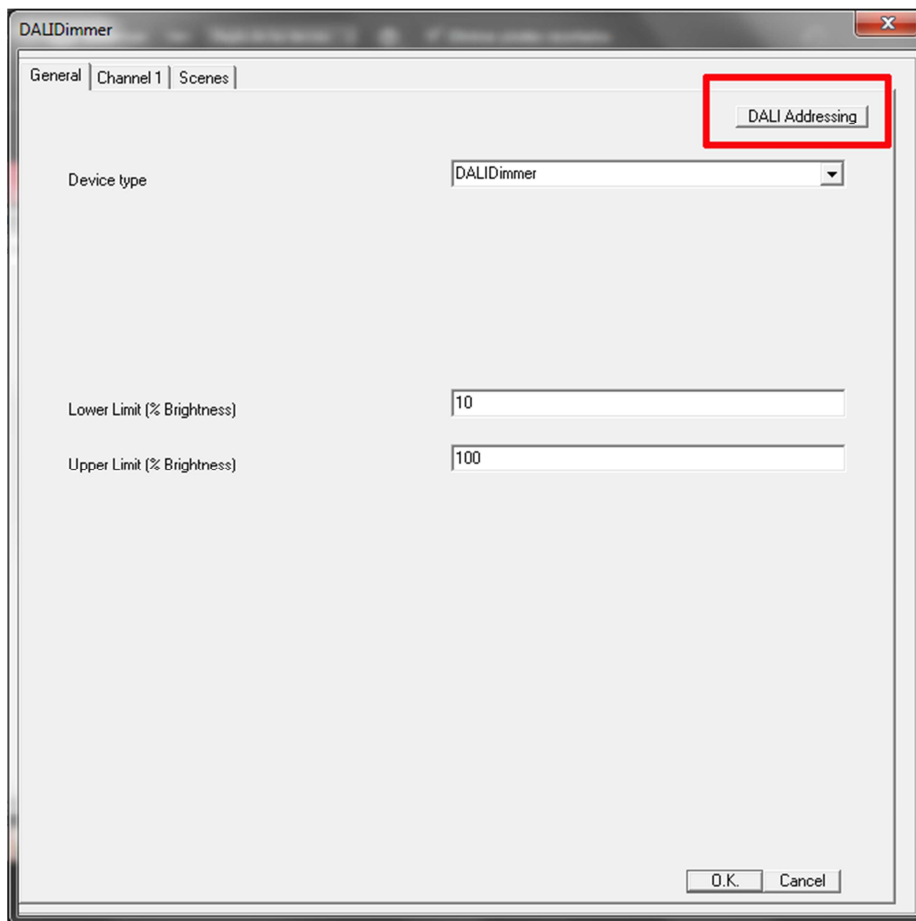 DALIDimmer
General Channel 1 Scenes
DALI Addressing
Device type DALIDimmer
Lower Limit (% Brightness) 10
Upper Limit (% Brightness) 100
O.K. Cancel